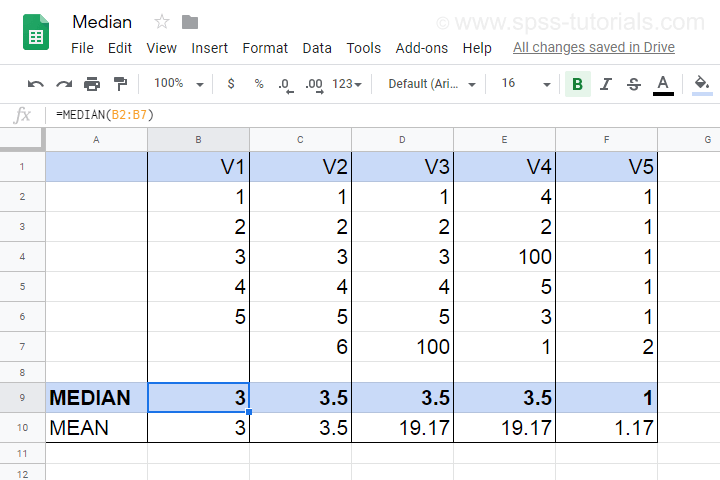 Median
© www.spss-tutorials.com
File Edit View Insert Format Data Tools Add-ons Help All changes saved in Drive
100% $ % .0 .00 123 Default (Ari... 16 B I S A
fx =MEDIAN(B2:B7)
A B C D E F G
1 V1 V2 V3 V4 V5
2 1 1 1 4 1
3 2 2 2 2 1
4 3 3 3 100 1
5 4 4 4 5 1
6 5 5 5 3 1
7 6 100 1 2
8
9 MEDIAN 3 3.5 3.5 3.5 1
10 MEAN 3 3.5 19.17 19.17 1.17
11
12